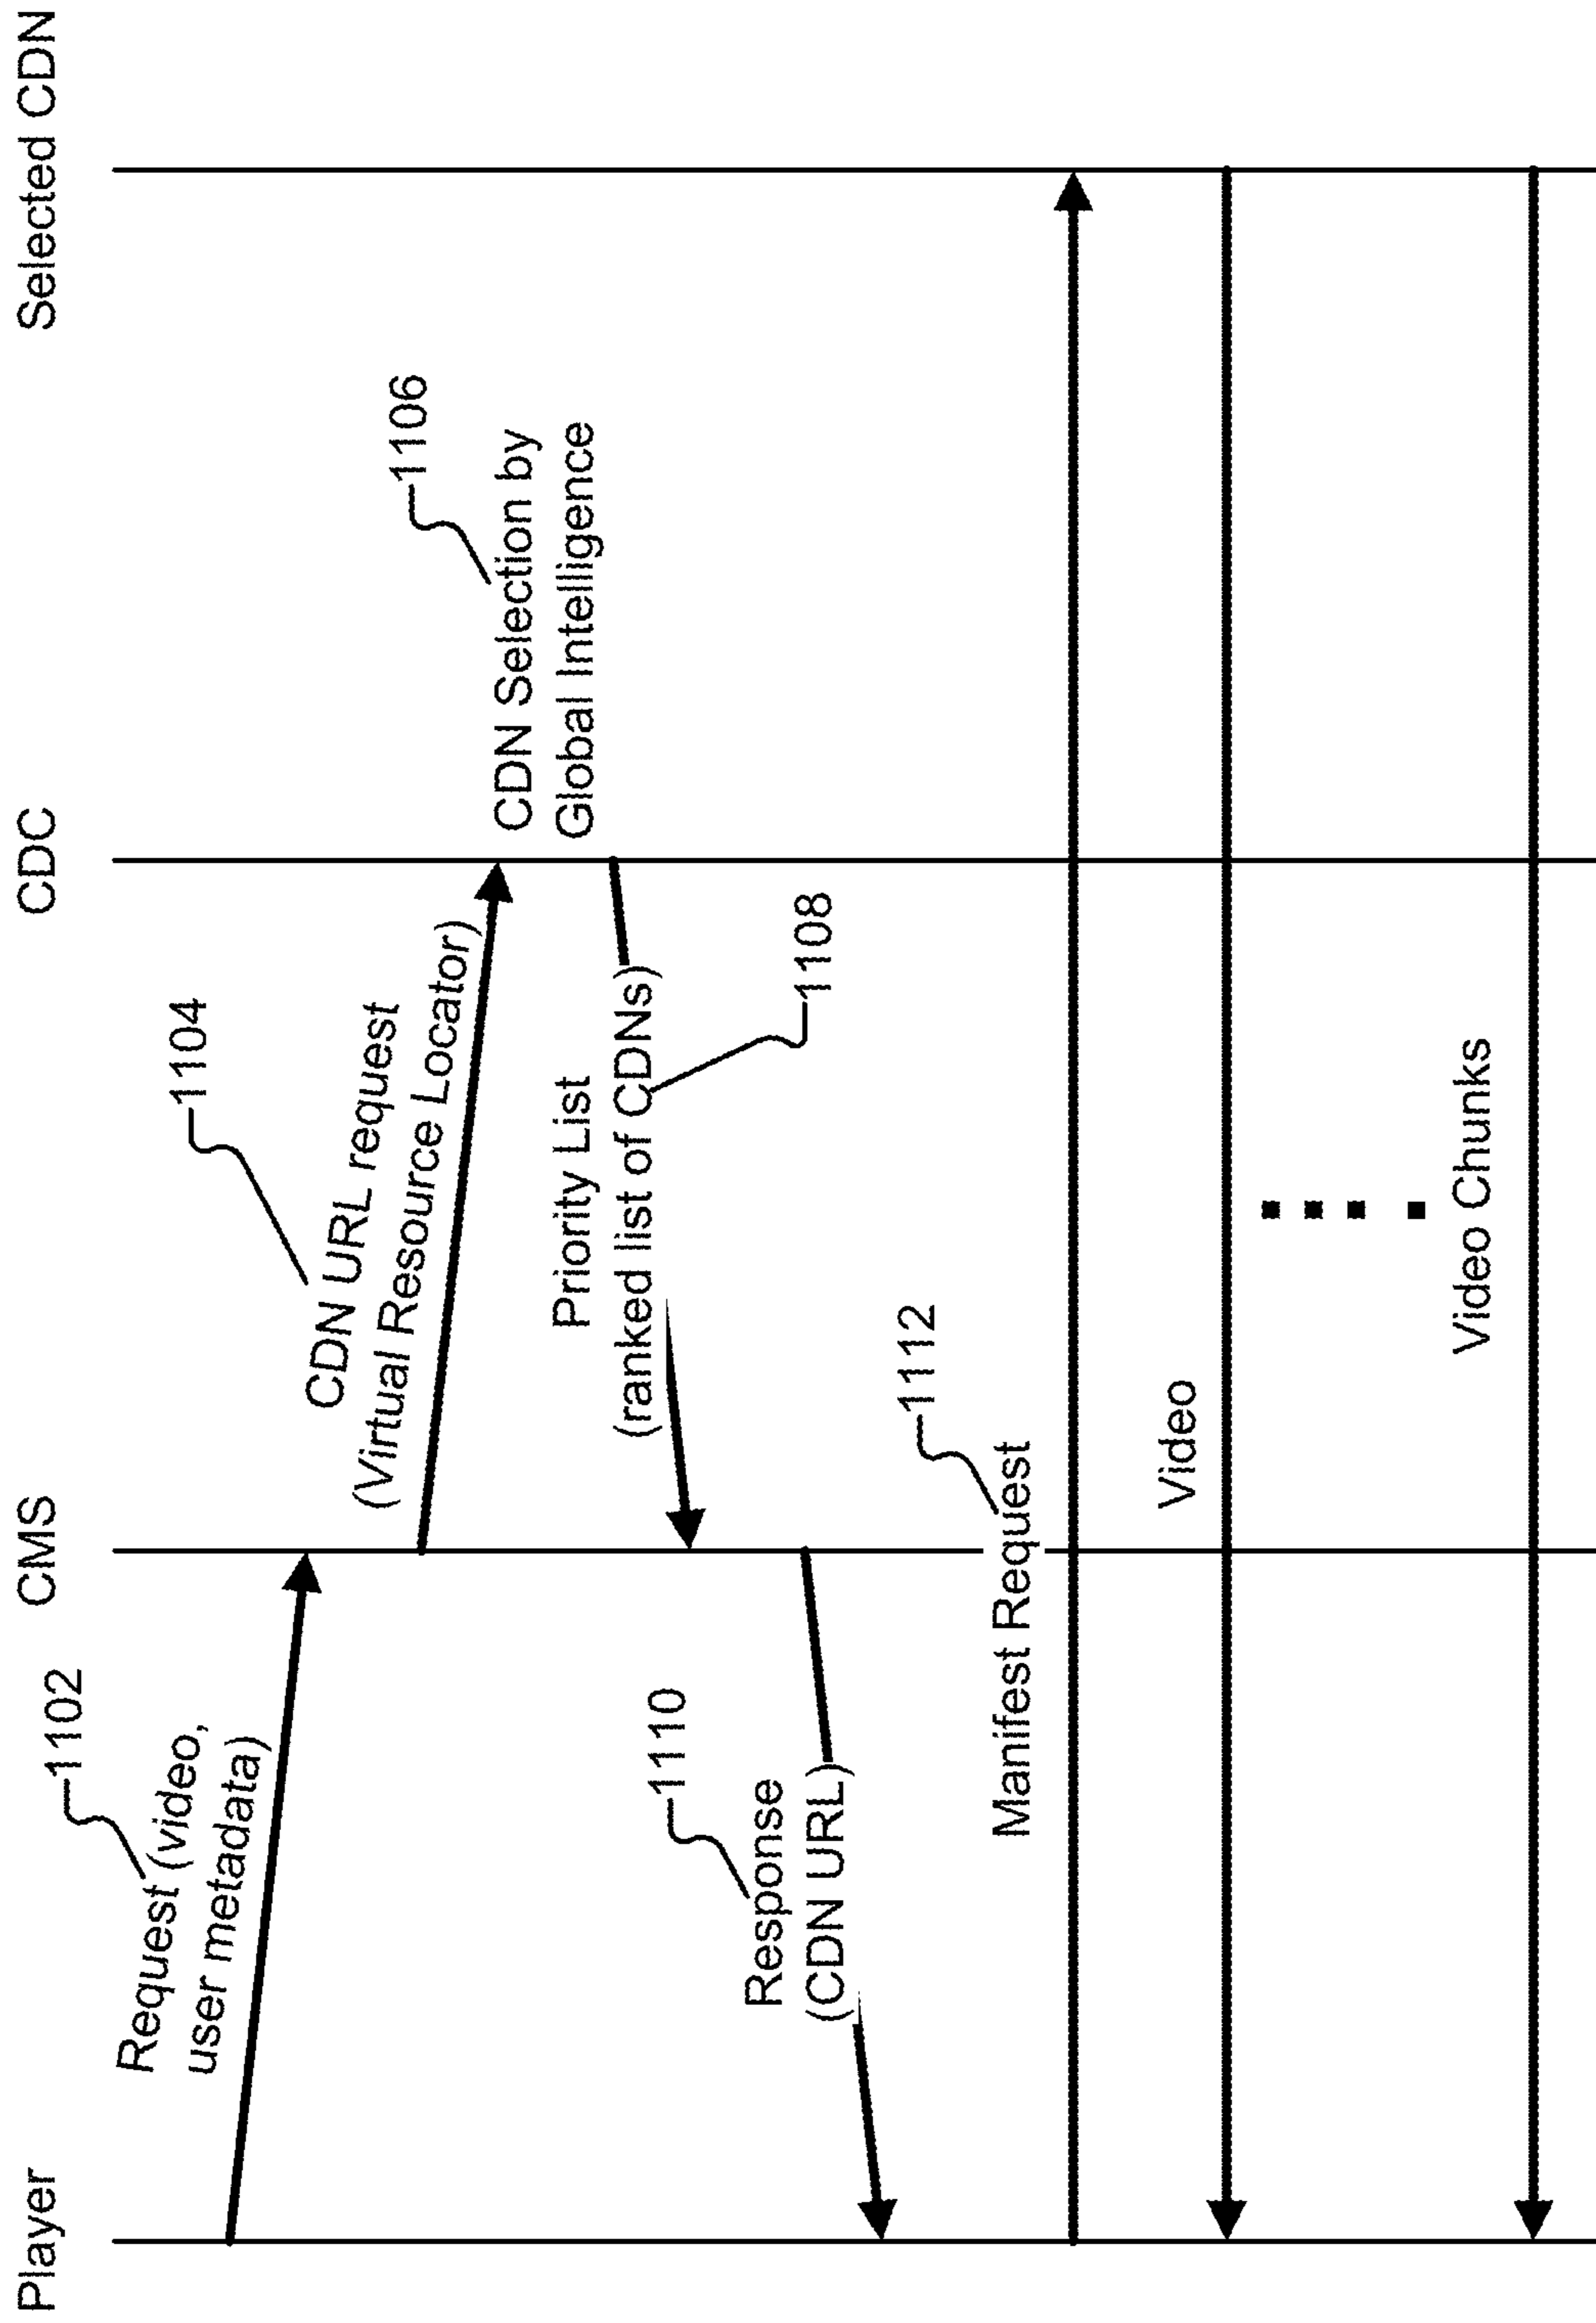 Player
CMS
CDC
Selected CDN
1102
Request (video,
user metadata)
1104
CDN URL request
(Virtual Resource Locator)
1106
CDN Selection by
Global Intelligence
Priority List
(ranked list of CDNs)
1108
1110
Response
(CDN URL)
1112
Manifest Request
Video
Video Chunks